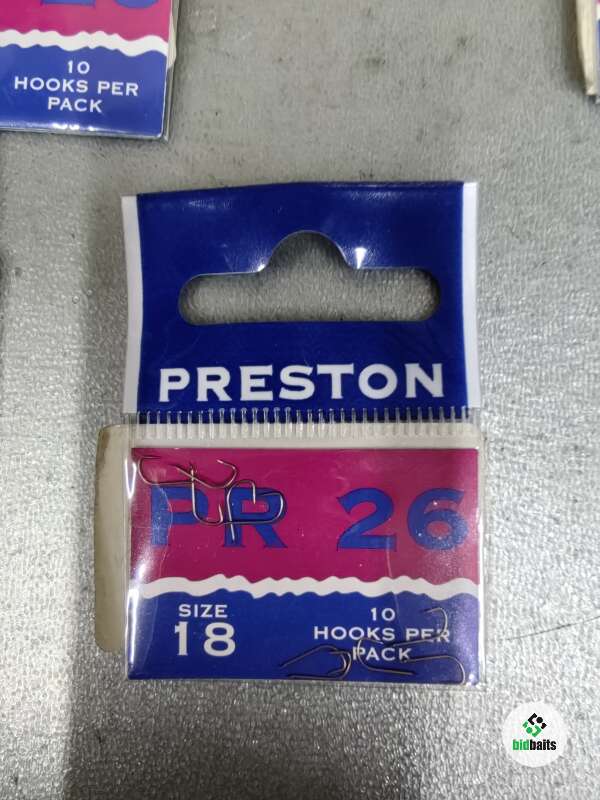 10
HOOKS PER
PACK
PRESTON
PR 26
SIZE
18
10
HOOKS PER
PACK
bidbaits